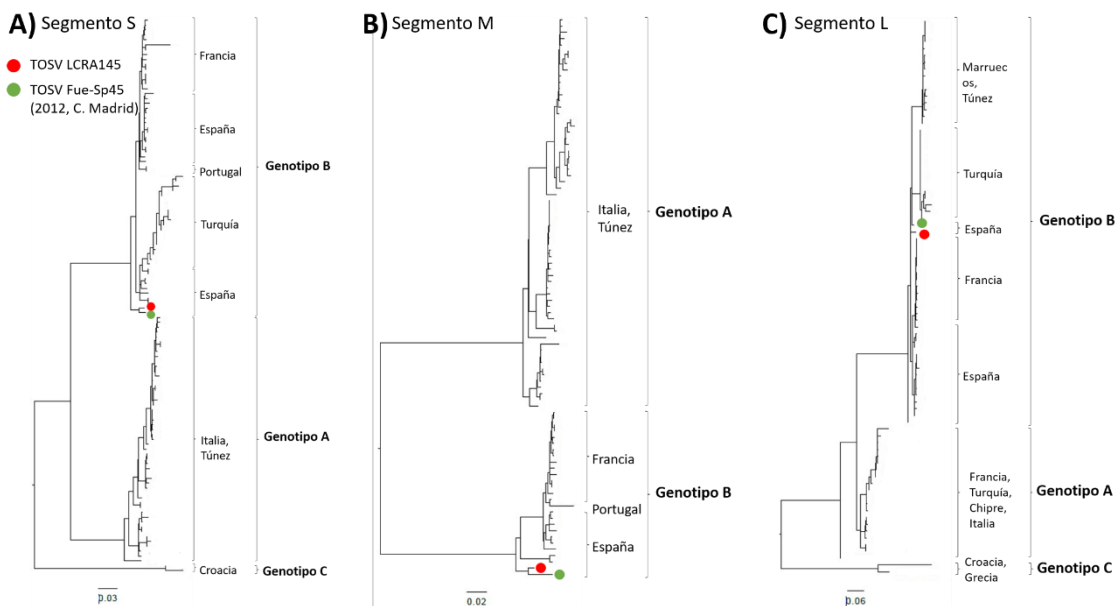 A) Segmento S
TOSV LCRA145
TOSV Fue-Sp45
(2012, C. Madrid)
Francia
España
Portugal
Turquía
España
Genotipo B
Italia,
Túnez
Genotipo A
Croacia
Genotipo C
0.03
B) Segmento M
Italia,
Túnez
Genotipo A
Francia
Portugal
España
Genotipo B
0.02
C) Segmento L
Marruec
os,
Túnez
Turquía
España
Francia
España
Genotipo B
Francia,
Turquía,
Chipre,
Italia
Genotipo A
Croacia,
Grecia
Genotipo C
0.06